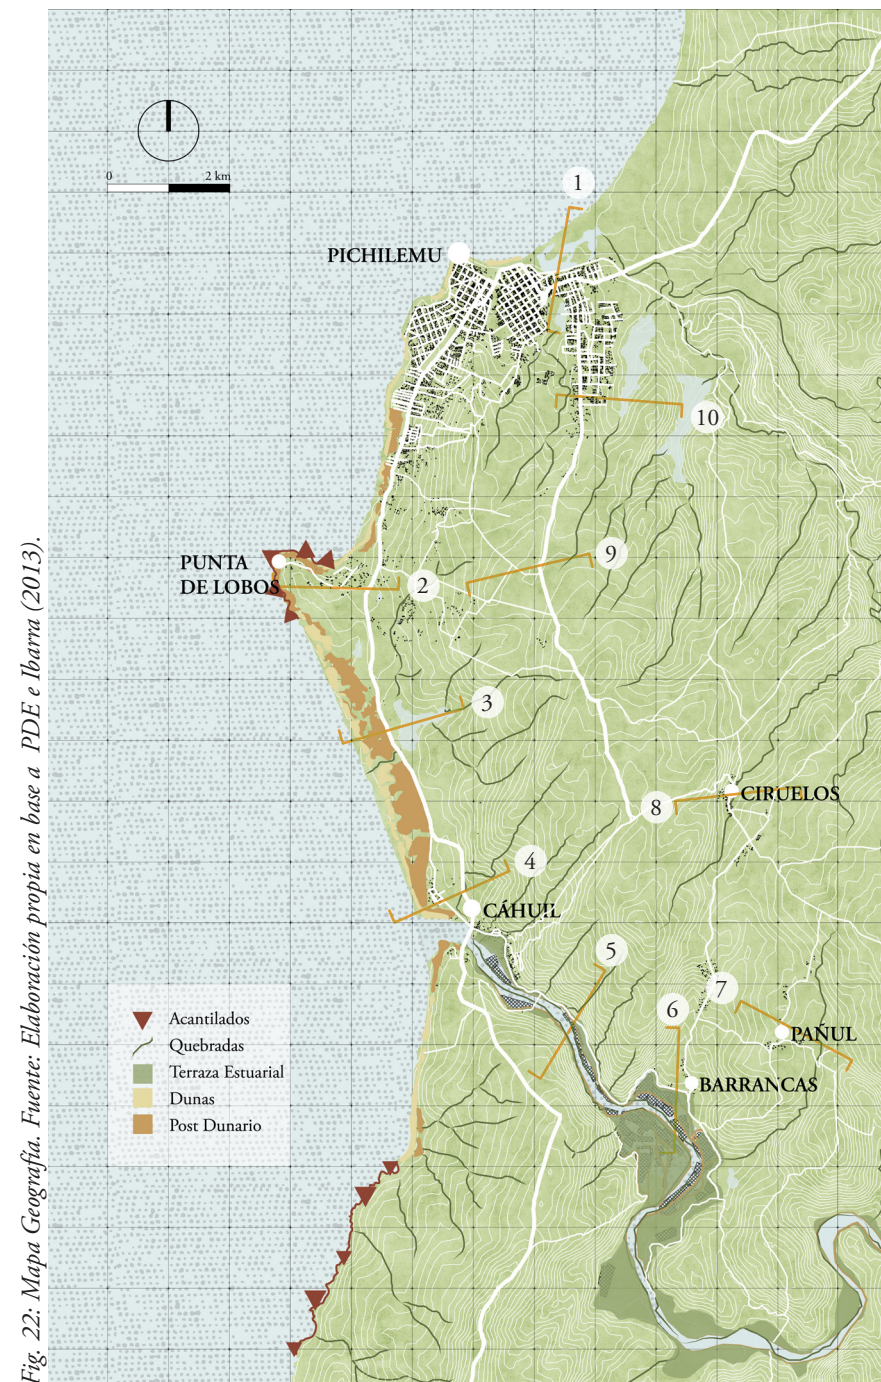 0 2 km
1
PICHILEMU
10
9
PUNTA
DE LOBOS
2
3
8
CIRUELOS
4
CÁHUIL
5
7
6
PAÑUL
BARRANCAS
Acantilados
Quebradas
Terraza Estuarial
Dunas
Post Dunario
Fig. 22: Mapa Geografía. Fuente: Elaboración propia en base a PDE e Ibarra (2013).